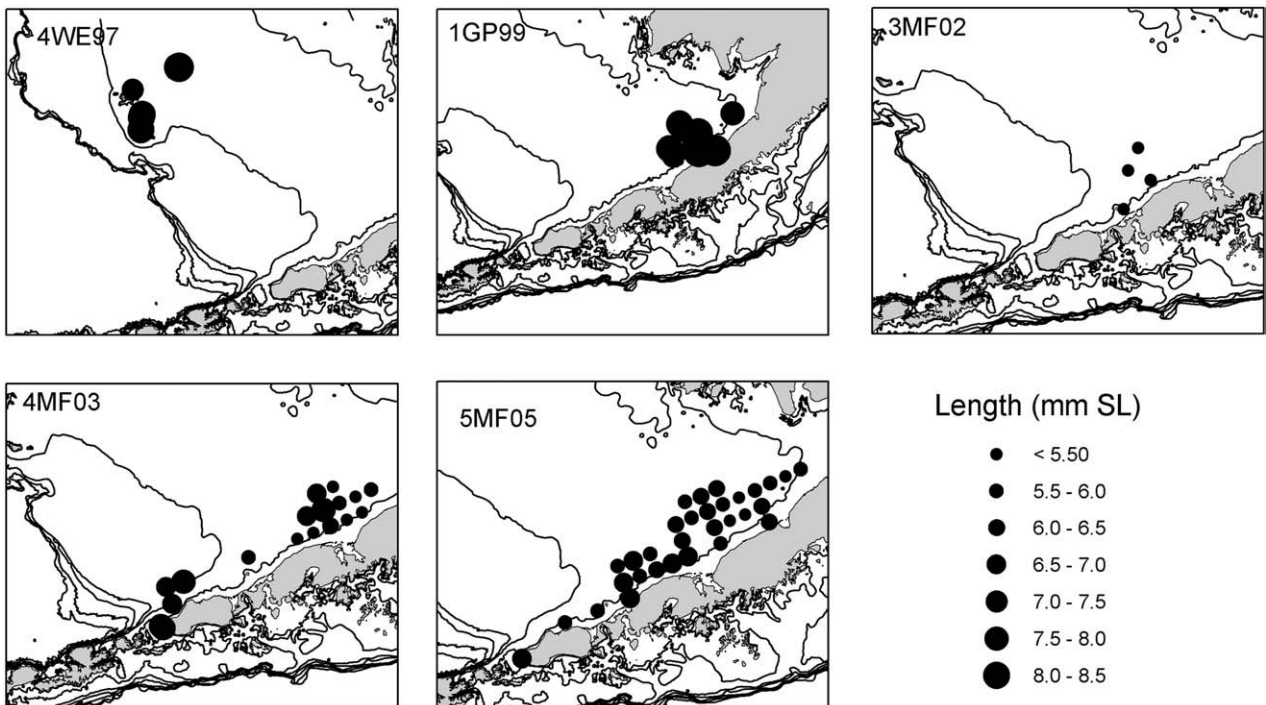 4WE97
1GP99
3MF02
4MF03
5MF05
Length (mm SL)
< 5.50
5.5 - 6.0
6.0 - 6.5
6.5 - 7.0
7.0 - 7.5
7.5 - 8.0
8.0 - 8.5